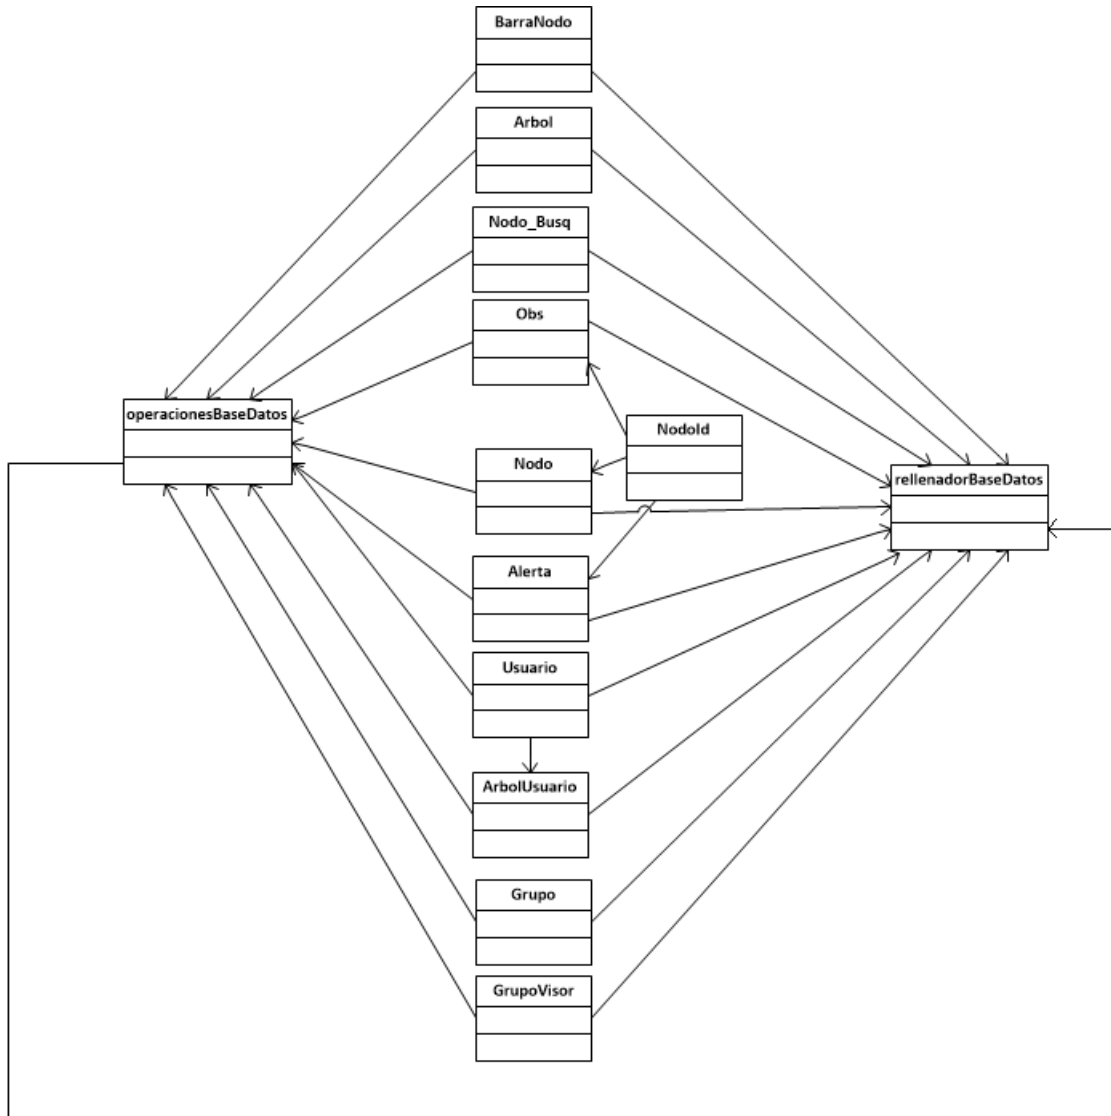 BarraNodo
Arbol
Nodo_Busq
Obs
operacionesBaseDatos
NodoId
Nodo
rellenadorBaseDatos
Alerta
Usuario
ArbolUsuario
Grupo
GrupoVisor